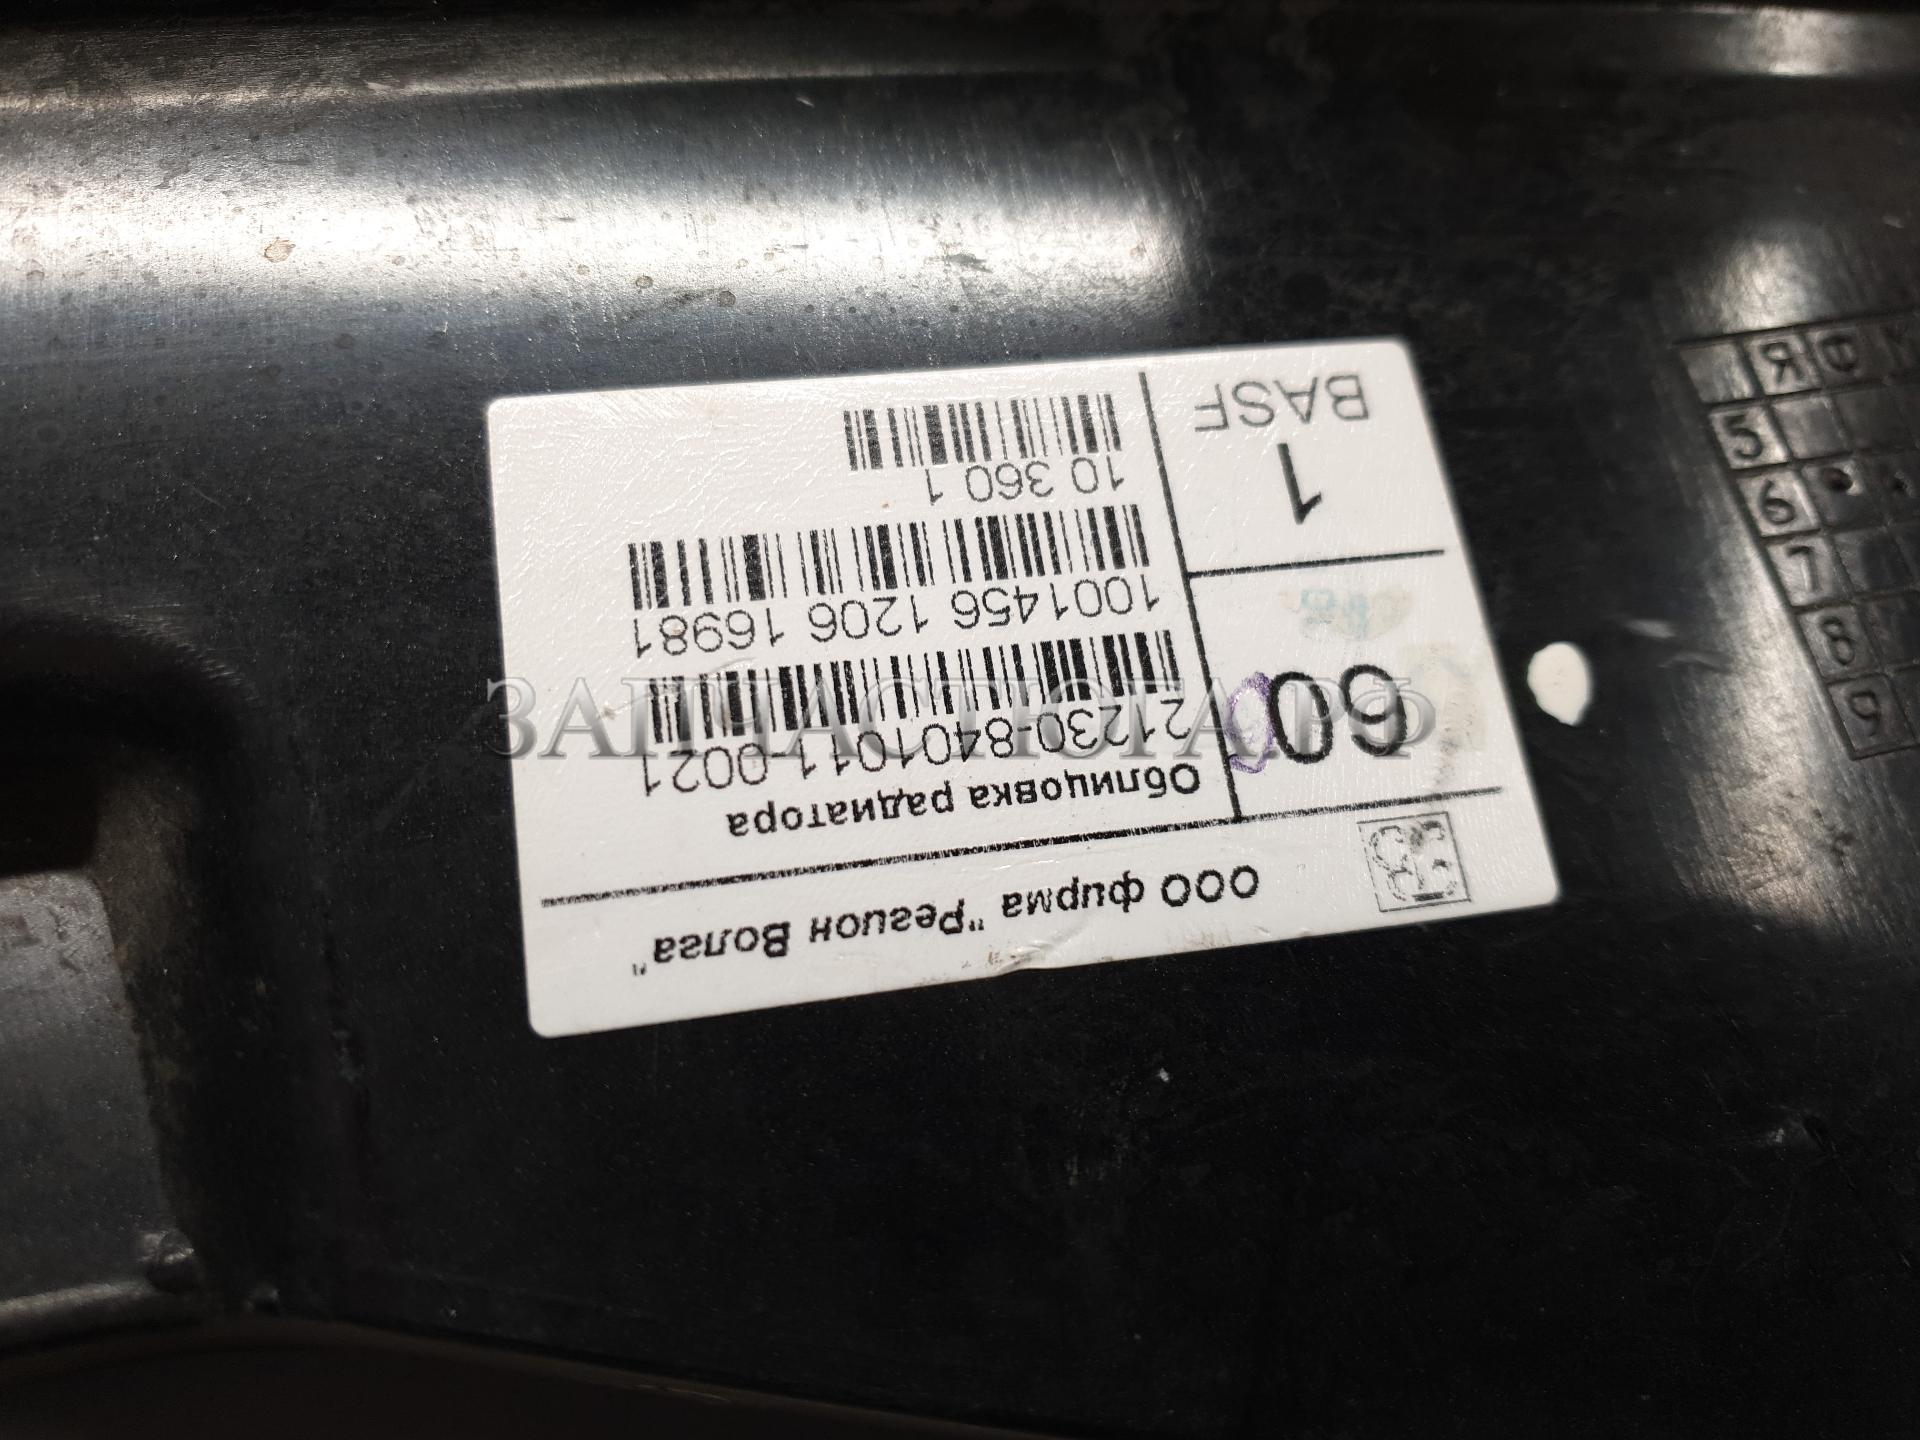 ООО фирма "Регион Волга"
60
Облицовка радиатора
21230-8401011-0021
1001456 1206 16981
1
BASF
10 360 1
ЗАПЧАСТЮГА.РФ
Я Ф
5
6
7
8
9